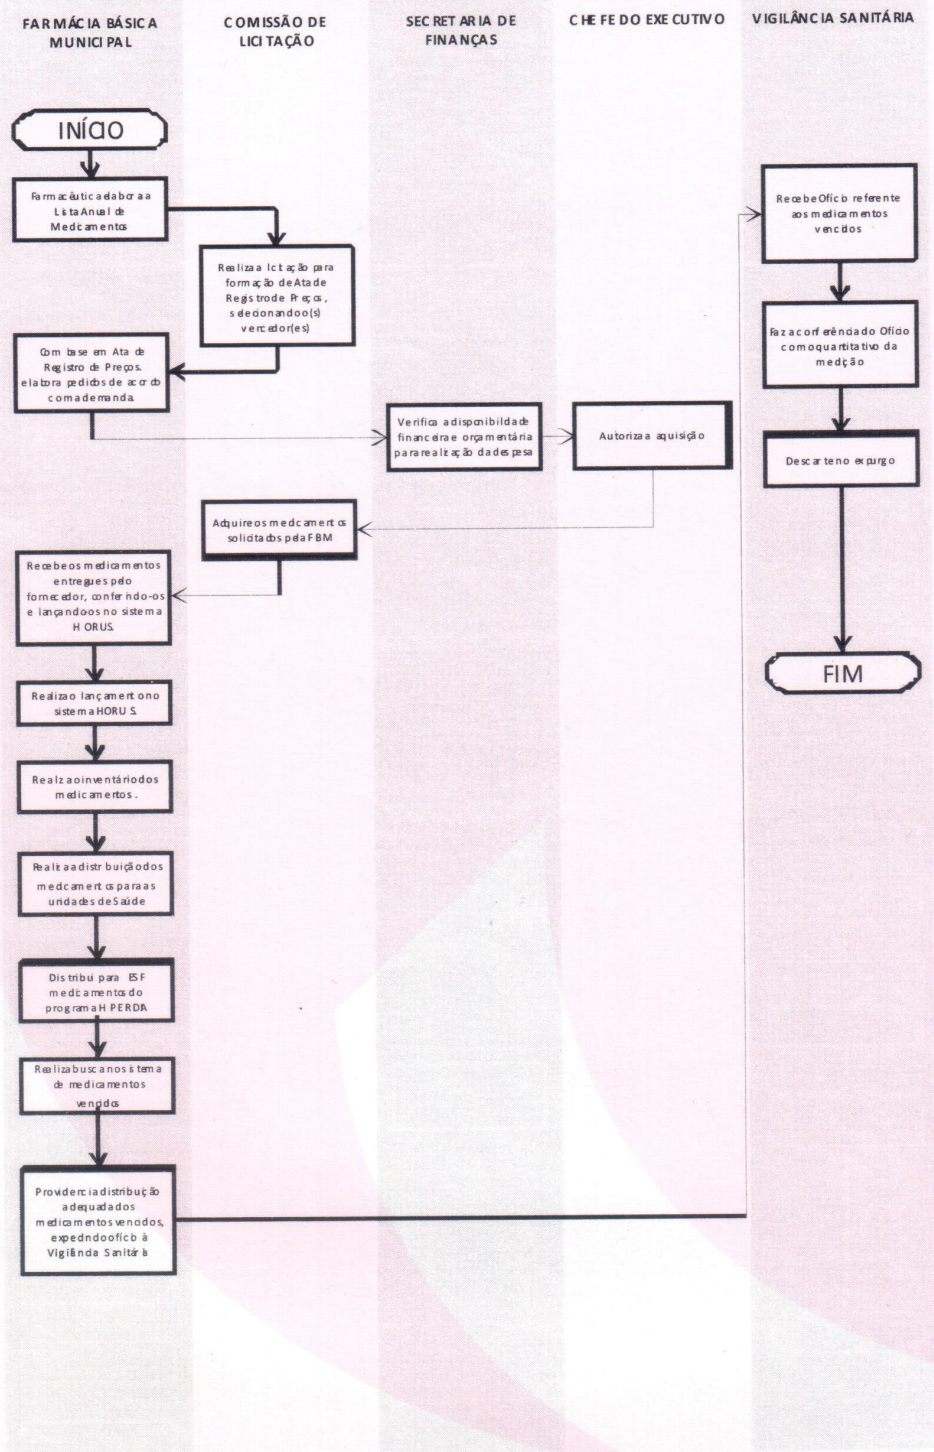 FARMÁCIA BÁSICA
MUNICIPAL
COMISSÃO DE
LICITAÇÃO
SECRETARIA DE
FINANÇAS
CHEFE DO EXECUTIVO
VIGILÂNCIA SANITÁRIA
INÍCIO
Farmacêutica elabora a
Lista Anual de
Medicamentos
Realiza a licitação para
formação de Ata de
Registro de Preços,
selecionando o(s)
vencedor(es)
Com base em Ata de
Registro de Preços.
elabora pedidos de acordo
com a demanda.
Verifica a disponibilidade
financeira e orçamentária
para realização da despesa
Autoriza a aquisição
Adquire os medicamentos
solicitados pela FBM
Recebe os medicamentos
entregues pelo
fornecedor, conferindo-os
e lançando-os no sistema
HORUS.
Realiza o lançamento no
sistema HORUS.
Realiza o inventário dos
medicamentos.
Realiza a distribuição dos
medicamentos para as
unidades de Saúde
Distribui para ESF
medicamentos do
programa HIPERDIA
Realiza busca no sistema
de medicamentos
vencidos
Providencia distribuição
adequada dos
medicamentos vencidos,
expedindo ofício à
Vigilância Sanitária
Recebe Ofício referente
aos medicamentos
vencidos
Faz a conferência do Ofício
com o quantitativo da
medição
Descarte no expurgo
FIM